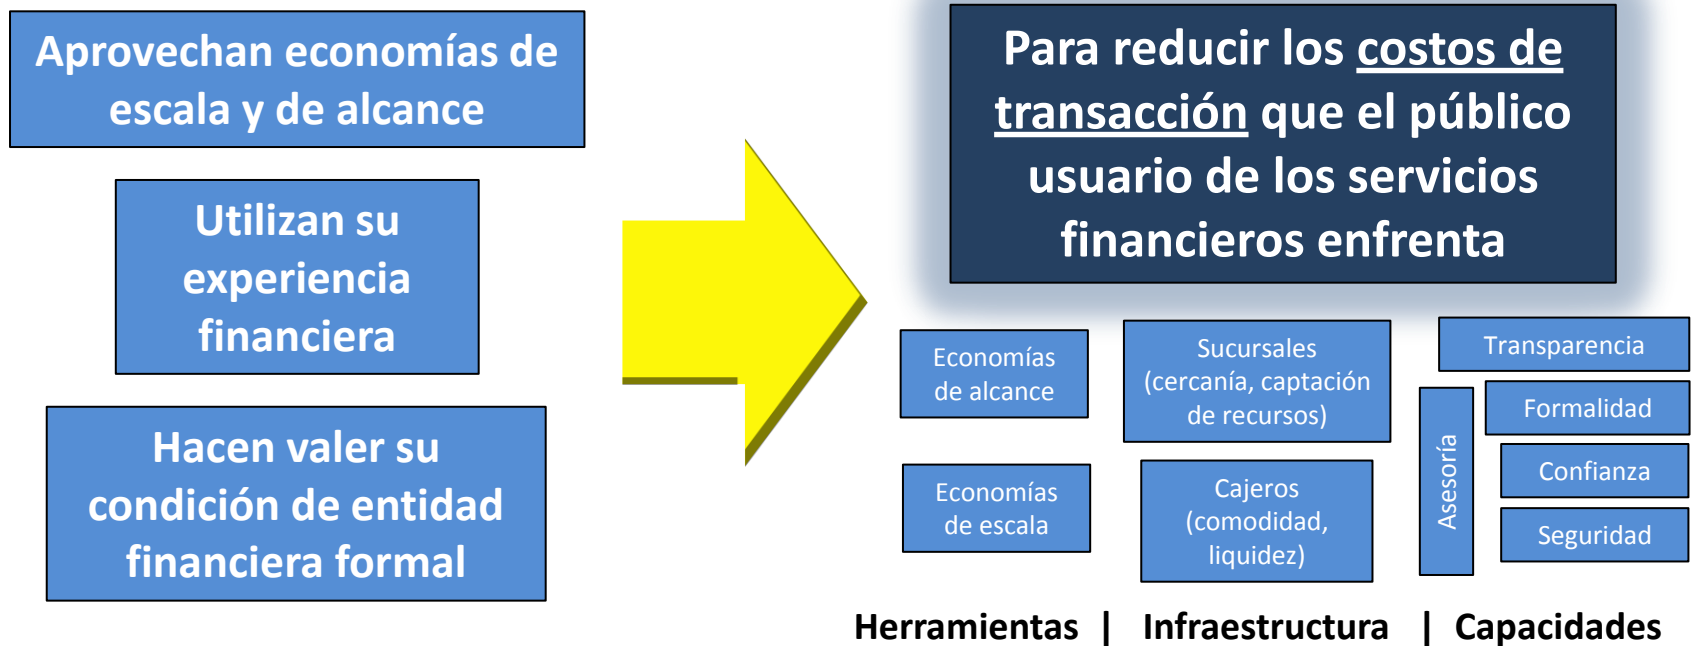 Aprovechan economías de
escala y de alcance
Utilizan su
experiencia
financiera
Hacen valer su
condición de entidad
financiera formal
Para reducir los costos de
transacción que el público
usuario de los servicios
financieros enfrenta
Economías
de alcance
Economías
de escala
Sucursales
(cercanía, captación
de recursos)
Cajeros
(comodidad,
liquidez)
Transparencia
Asesoría
Formalidad
Confianza
Seguridad
Herramientas | Infraestructura | Capacidades